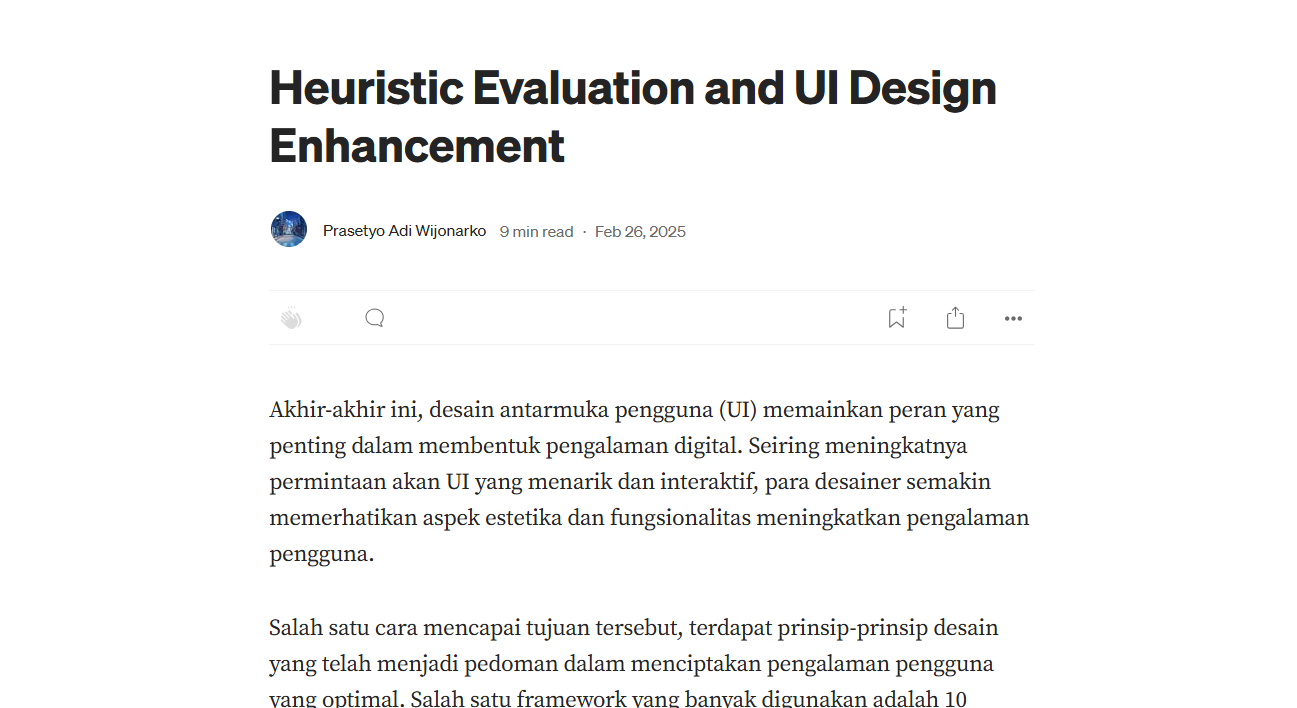 Heuristic Evaluation and UI Design
Enhancement
Prasetyo Adi Wijonarko 9 min read · Feb 26, 2025
Akhir-akhir ini, desain antarmuka pengguna (UI) memainkan peran yang
penting dalam membentuk pengalaman digital. Seiring meningkatnya
permintaan akan UI yang menarik dan interaktif, para desainer semakin
memerhatikan aspek estetika dan fungsionalitas meningkatkan pengalaman
pengguna.
Salah satu cara mencapai tujuan tersebut, terdapat prinsip-prinsip desain
yang telah menjadi pedoman dalam menciptakan pengalaman pengguna
yang optimal. Salah satu framework yang banyak digunakan adalah 10